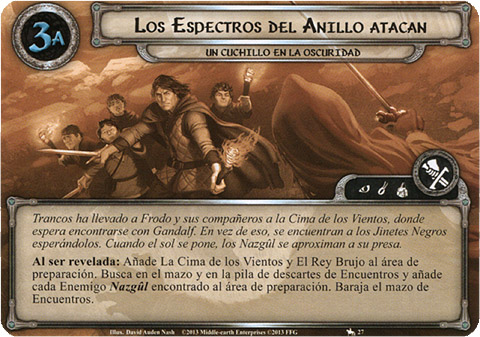 3A
Los Espectros del Anillo atacan
un cuchillo en la oscuridad
Trancos ha llevado a Frodo y sus compañeros a la Cima de los Vientos, donde
espera encontrarse con Gandalf. En vez de eso, se encuentran a los Jinetes Negros
esperándolos. Cuando el sol se pone, los Nazgûl se aproximan a su presa.
Al ser revelada: Añade La Cima de los Vientos y El Rey Brujo al área de
preparación. Busca en el mazo y en la pila de descartes de Encuentros y añade
cada Enemigo Nazgûl encontrado al área de preparación. Baraja el mazo de
Encuentros.
Illus. David Auden Nash ©2013 Middle-earth Enterprises ©2013 FFG 27